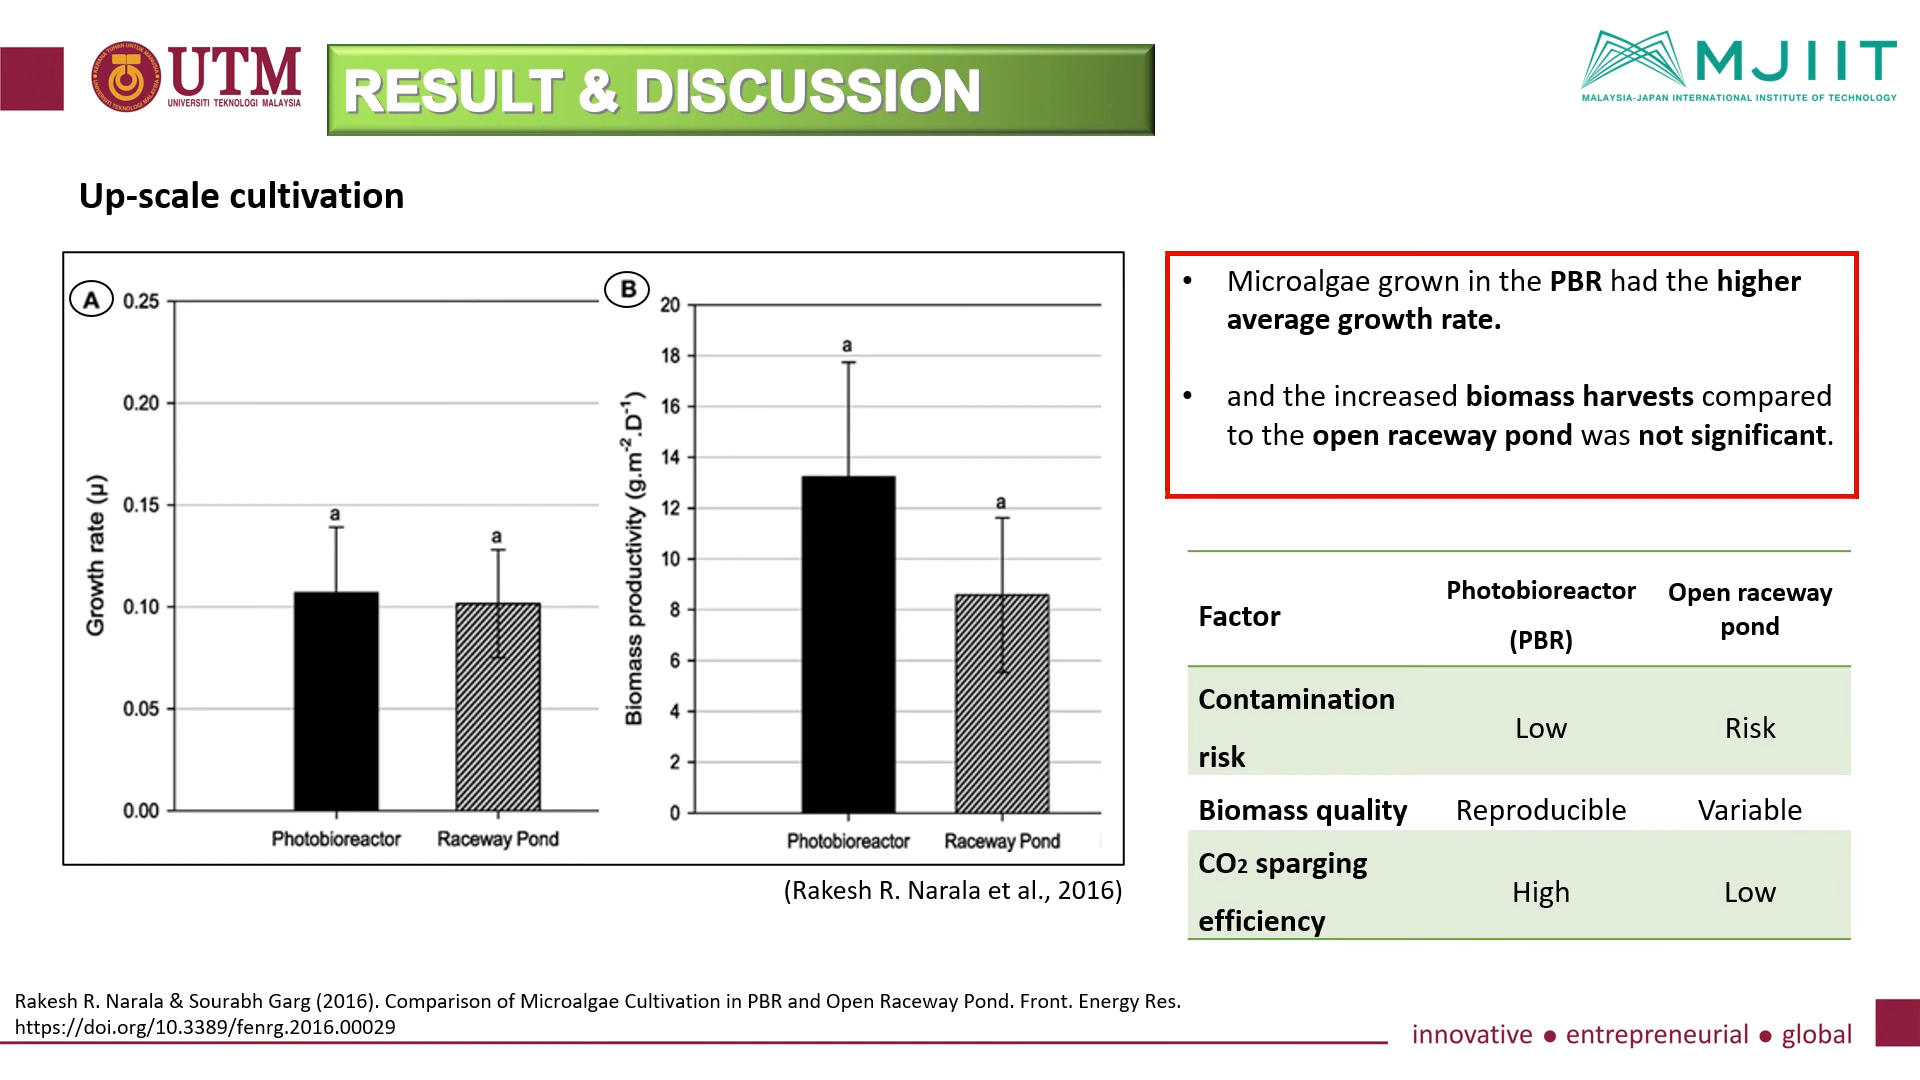 UTM
UNIVERSITI TEKNOLOGI MALAYSIA
RESULT & DISCUSSION
MJIIT
MALAYSIA-JAPAN INTERNATIONAL INSTITUTE OF TECHNOLOGY
Up-scale cultivation
A
0.25
0.20
0.15
0.10
0.05
0.00
Growth rate (µ)
a
a
Photobioreactor
Raceway Pond
B
20
18
16
14
12
10
8
6
4
2
0
Biomass productivity (g.m⁻².D⁻¹)
a
a
Photobioreactor
Raceway Pond
(Rakesh R. Narala et al., 2016)
• Microalgae grown in the PBR had the higher
average growth rate.
• and the increased biomass harvests compared
to the open raceway pond was not significant.
Factor
Photobioreactor
(PBR)
Open raceway
pond
Contamination
risk
Low
Risk
Biomass quality
Reproducible
Variable
CO₂ sparging
efficiency
High
Low
Rakesh R. Narala & Sourabh Garg (2016). Comparison of Microalgae Cultivation in PBR and Open Raceway Pond. Front. Energy Res.
https://doi.org/10.3389/fenrg.2016.00029
innovative ● entrepreneurial ● global